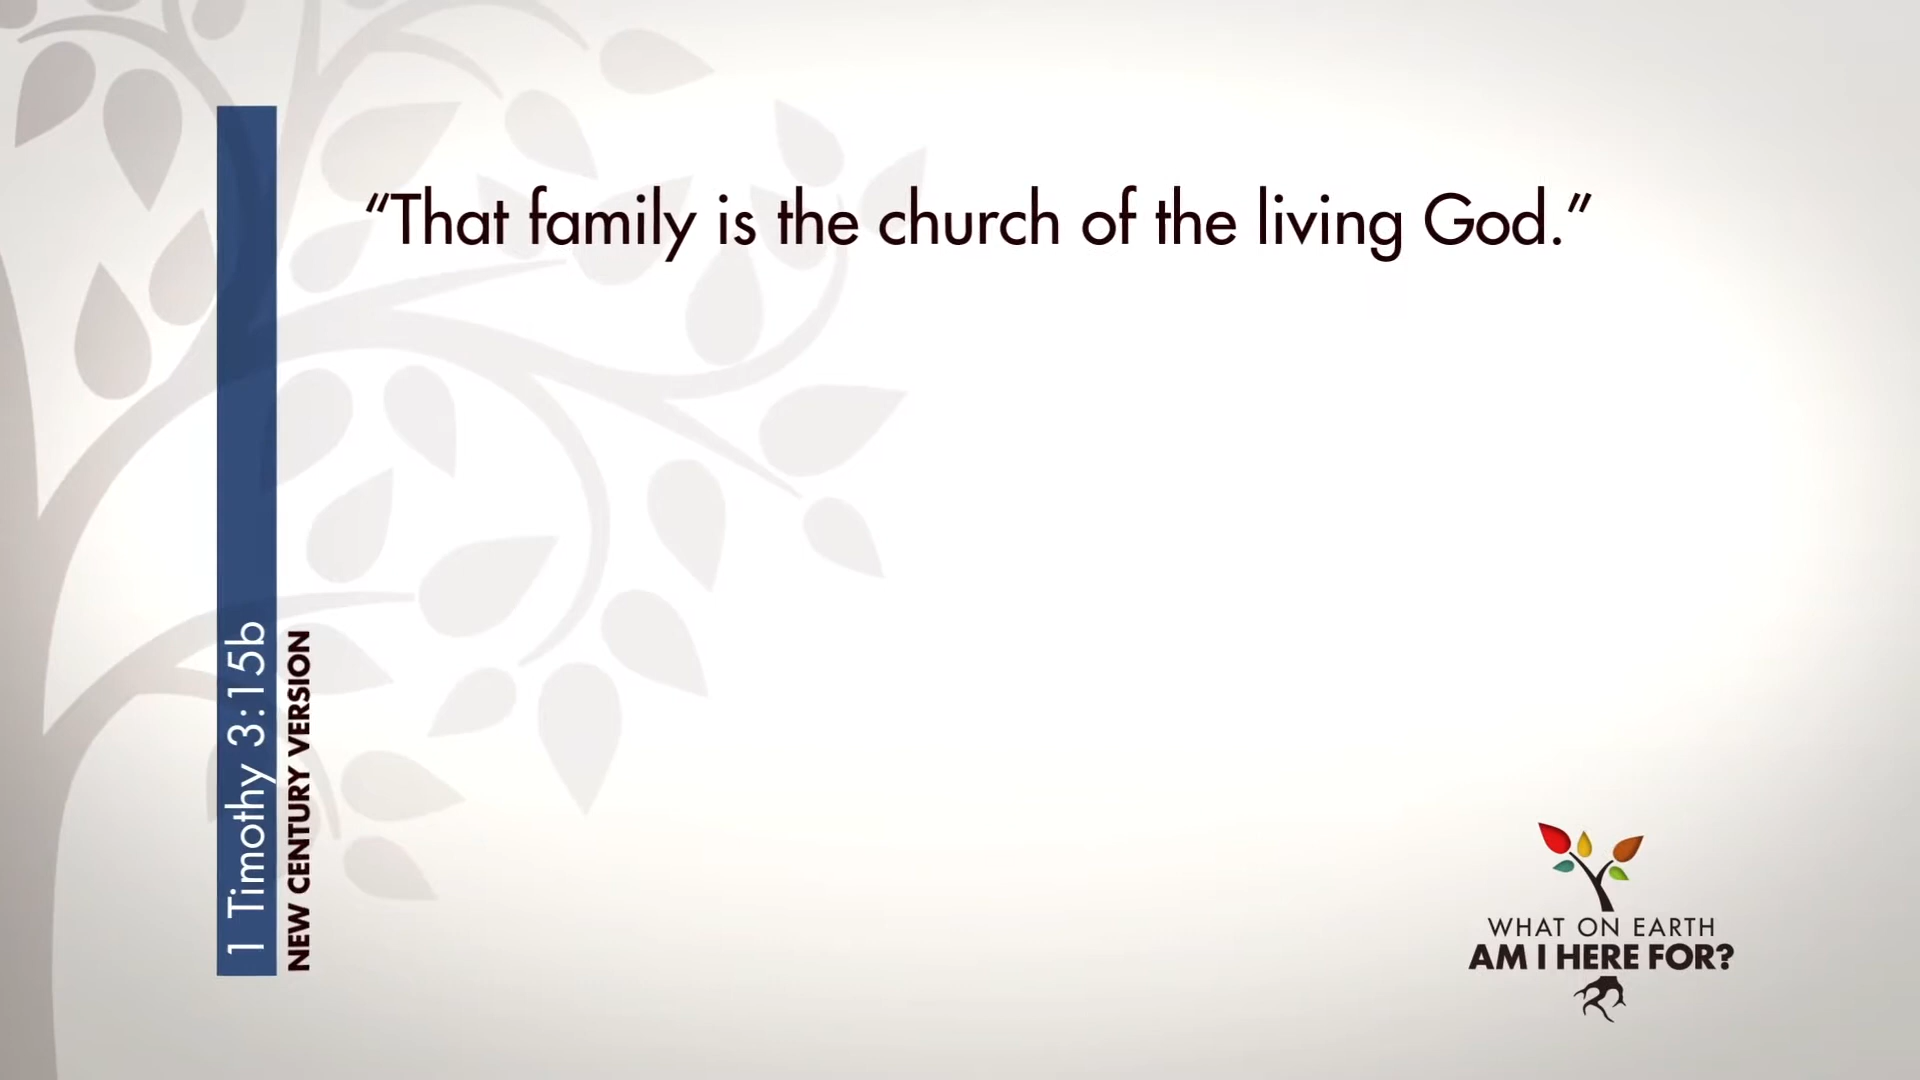 “That family is the church of the living God.”
1 Timothy 3:15b
NEW CENTURY VERSION
WHAT ON EARTH
AM I HERE FOR?